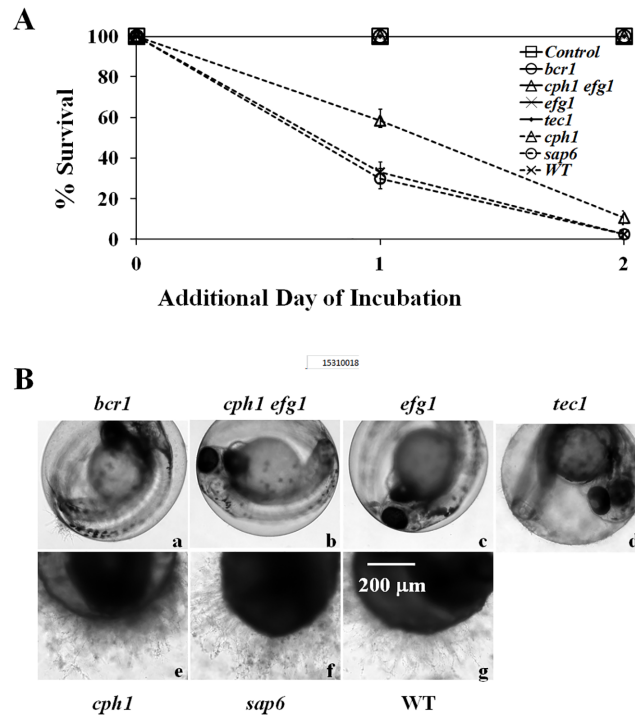 A
100
80
60
40
20
0
% Survival
0 1 2
Additional Day of Incubation
Control
bcr1
cph1 efg1
efg1
tec1
cph1
sap6
WT
15310018
B
bcr1 cph1 efg1 efg1 tec1
a b c d
200 μm
e f g
cph1 sap6 WT